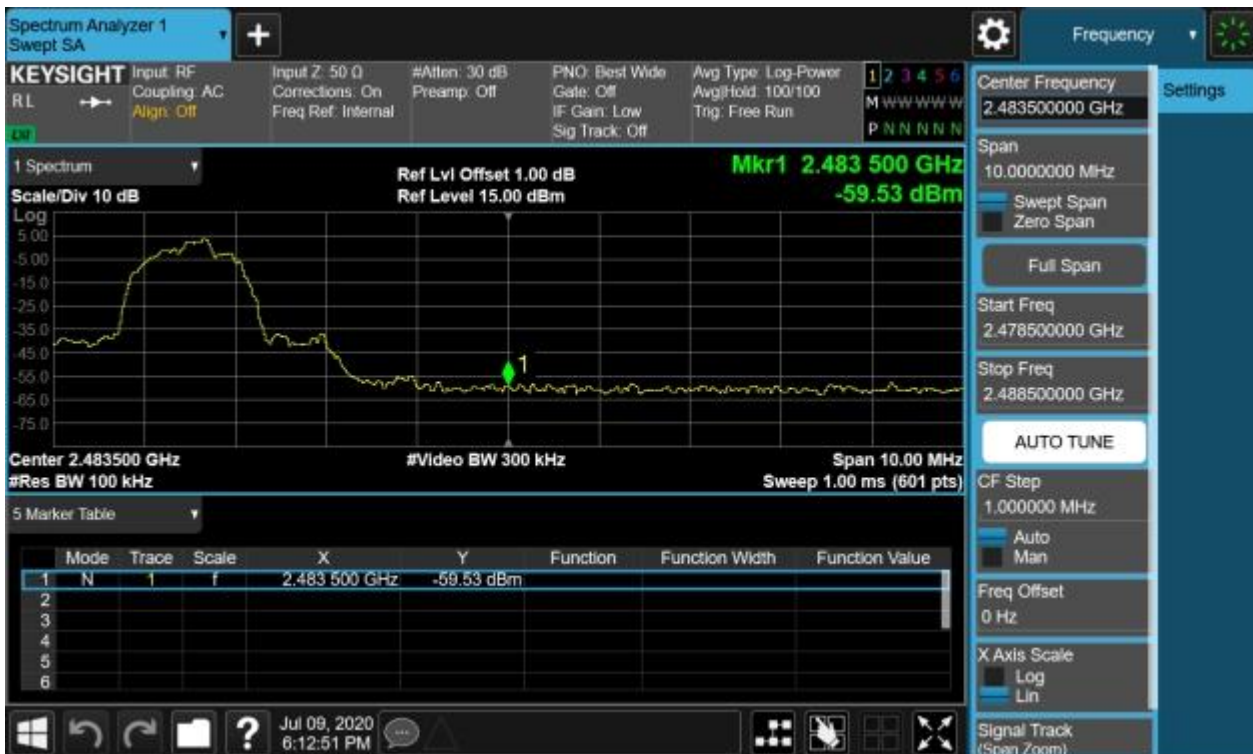 Spectrum Analyzer 1
Swept SA
+
Frequency
KEYSIGHT
RL
Input: RF
Coupling: AC
Align: Off
Input Z: 50 Ω
Corrections: On
Freq Ref: Internal
#Atten: 30 dB
Preamp: Off
PNO: Best Wide
Gate: Off
IF Gain: Low
Sig Track: Off
Avg Type: Log-Power
Avg|Hold: 100/100
Trig: Free Run
1 2 3 4 5 6
M W W W W W
P N N N N N
1 Spectrum
Scale/Div 10 dB
Ref Lvl Offset 1.00 dB
Ref Level 15.00 dBm
Mkr1 2.483 500 GHz
-59.53 dBm
Log
5.00
-5.00
-15.0
-25.0
-35.0
-45.0
-55.0
-65.0
-75.0
1
Center 2.483500 GHz
#Video BW 300 kHz
Span 10.00 MHz
#Res BW 100 kHz
Sweep 1.00 ms (601 pts)
5 Marker Table
Mode Trace Scale X Y Function Function Width Function Value
1 N 1 f 2.483 500 GHz -59.53 dBm
2
3
4
5
6
Jul 09, 2020
6:12:51 PM
Center Frequency
2.483500000 GHz
Settings
Span
10.0000000 MHz
Swept Span
Zero Span
Full Span
Start Freq
2.478500000 GHz
Stop Freq
2.488500000 GHz
AUTO TUNE
CF Step
1.000000 MHz
Auto
Man
Freq Offset
0 Hz
X Axis Scale
Log
Lin
Signal Track
(Span Zoom)